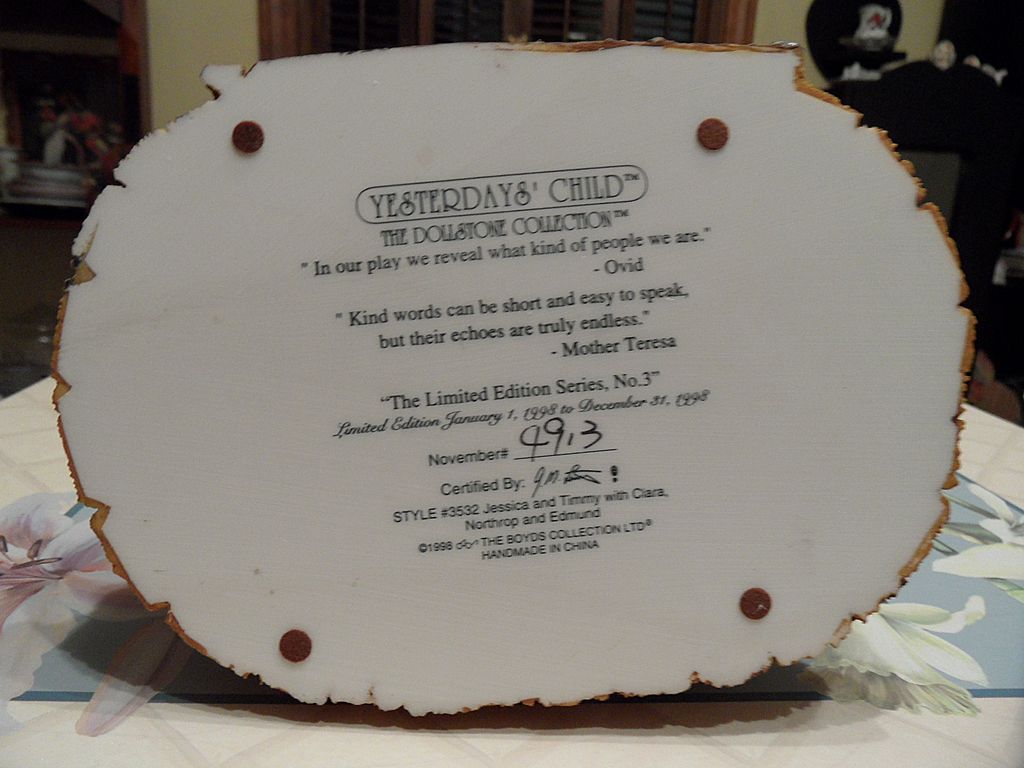 YESTERDAYS' CHILD™
THE DOLLSTONE COLLECTION™
" In our play we reveal what kind of people we are."
- Ovid
" Kind words can be short and easy to speak,
but their echoes are truly endless."
- Mother Teresa
"The Limited Edition Series, No.3"
Limited Edition January 1, 1998 to December 31, 1998
November# 4913
Certified By:
STYLE #3532 Jessica and Timmy with Clara,
Northrop and Edmund
©1998 THE BOYDS COLLECTION LTD®
HANDMADE IN CHINA